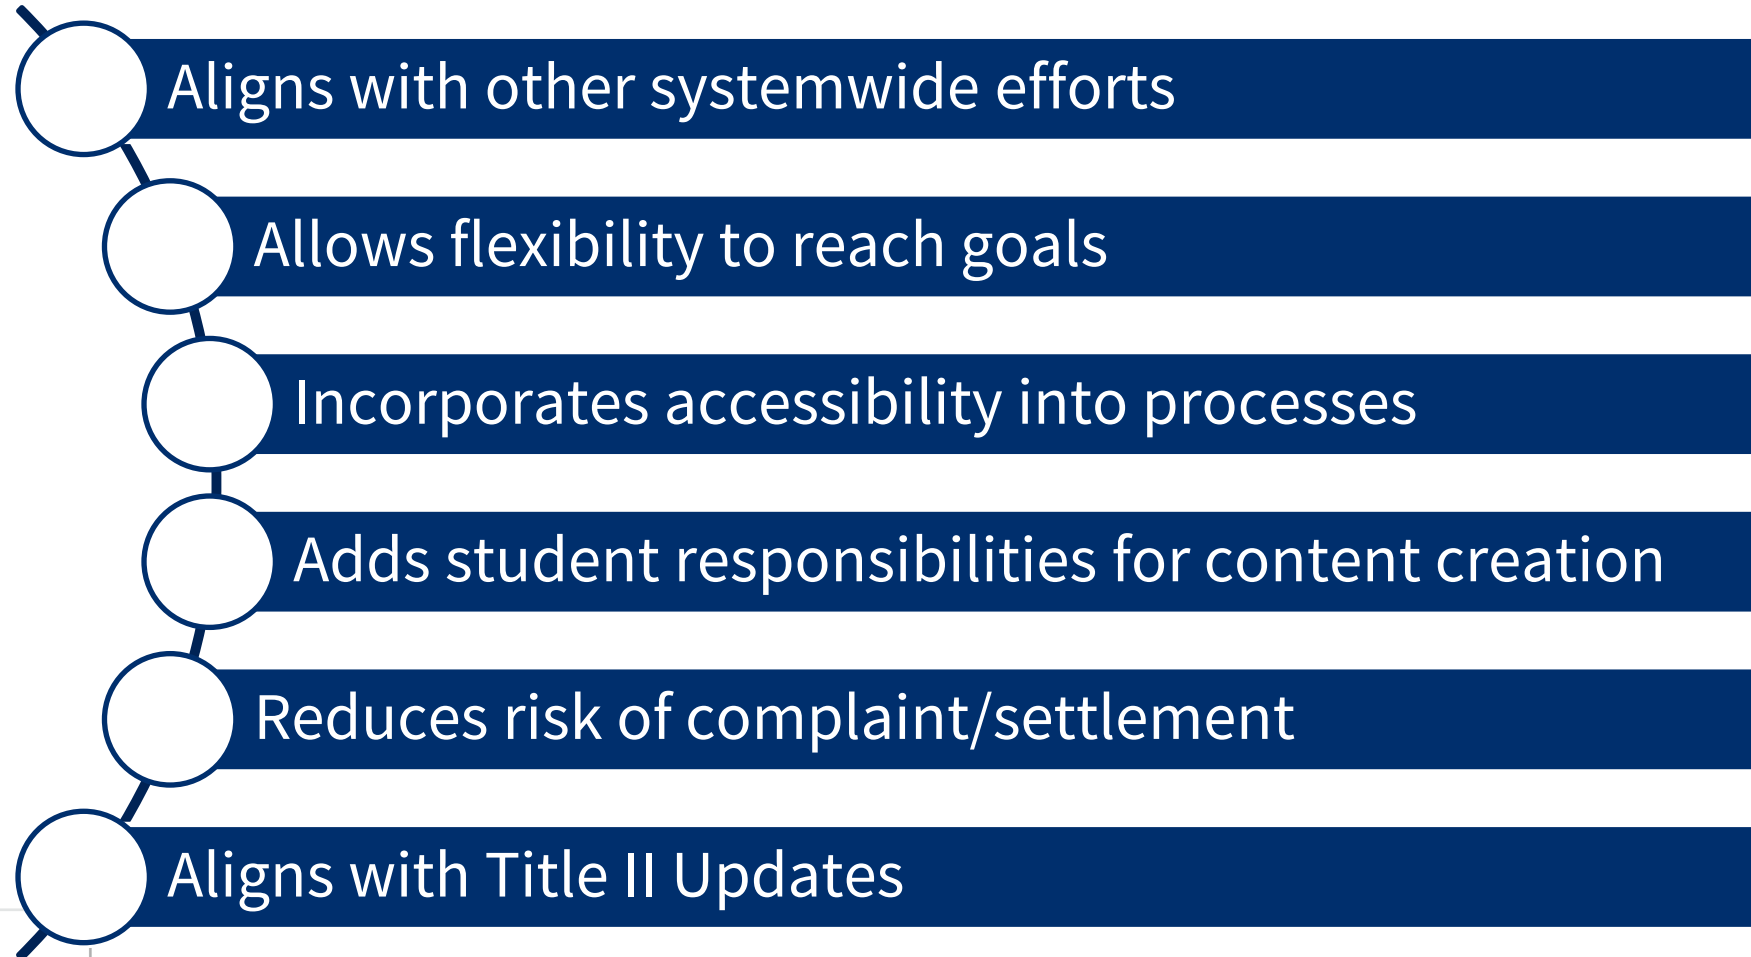 Aligns with other systemwide efforts
Allows flexibility to reach goals
Incorporates accessibility into processes
Adds student responsibilities for content creation
Reduces risk of complaint/settlement
Aligns with Title II Updates